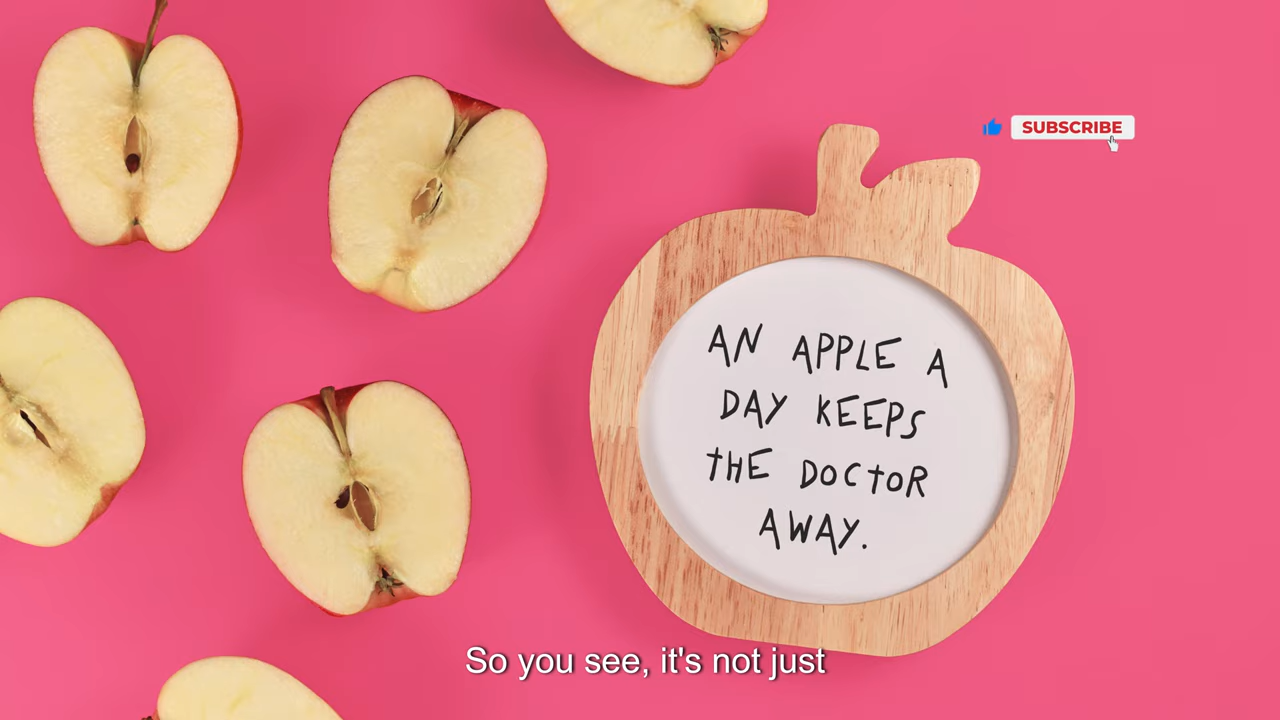 SUBSCRIBE
AN APPLE A
DAY KEEPS
THE DOCTOR
AWAY.
So you see, it's not just